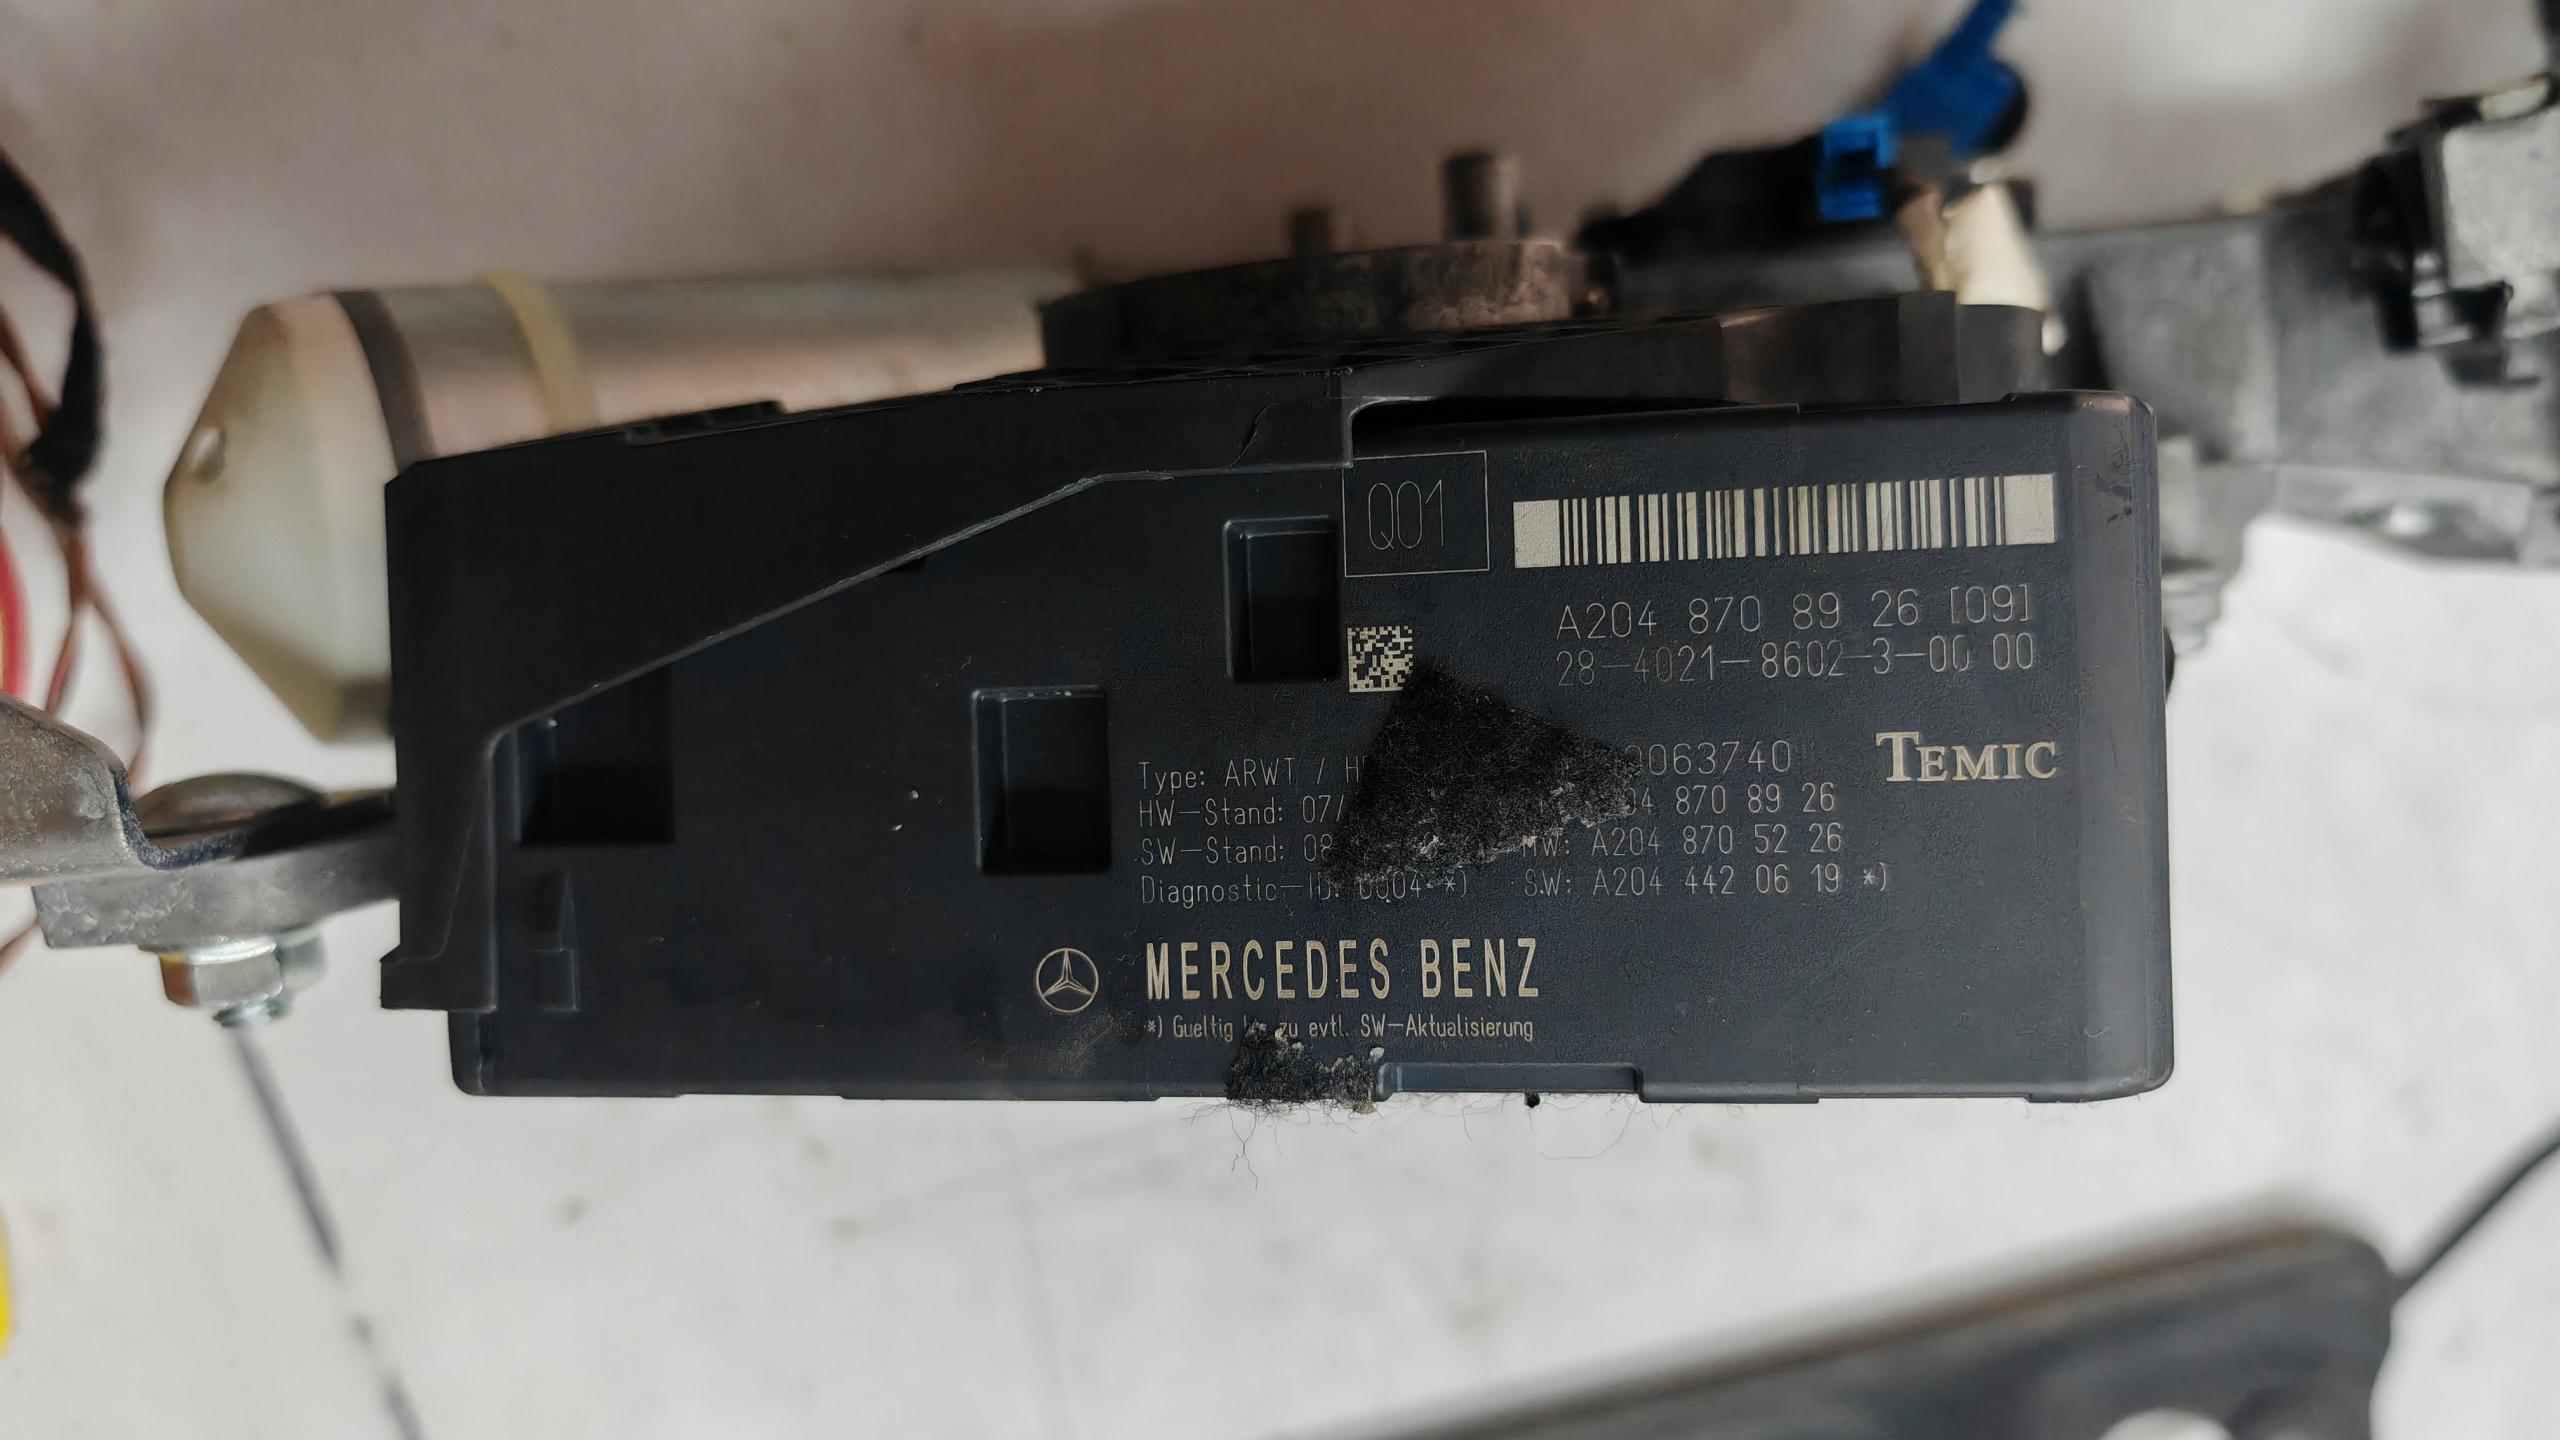 Q01
A204 870 89 26 [09]
28-4021-8602-3-00 00
0063740
TEMIC
Type: ARWT /
870 89 26
HW-Stand: 07/
SW-Stand: 08
HW: A204 870 52 26
Diagnostic-ID: 0004 *)
SW: A204 442 06 19 *)
MERCEDES BENZ
*) Gueltig bis zu evtl. SW-Aktualisierung